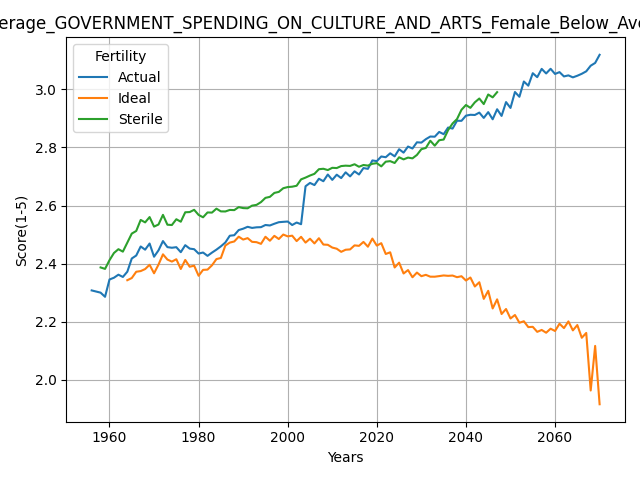 erage_GOVERNMENT_SPENDING_ON_CULTURE_AND_ARTS_Female_Below_Ave
Fertility
Actual
Ideal
Sterile
3.0
2.8
2.6
2.4
2.2
2.0
Score(1-5)
1960 1980 2000 2020 2040 2060
Years